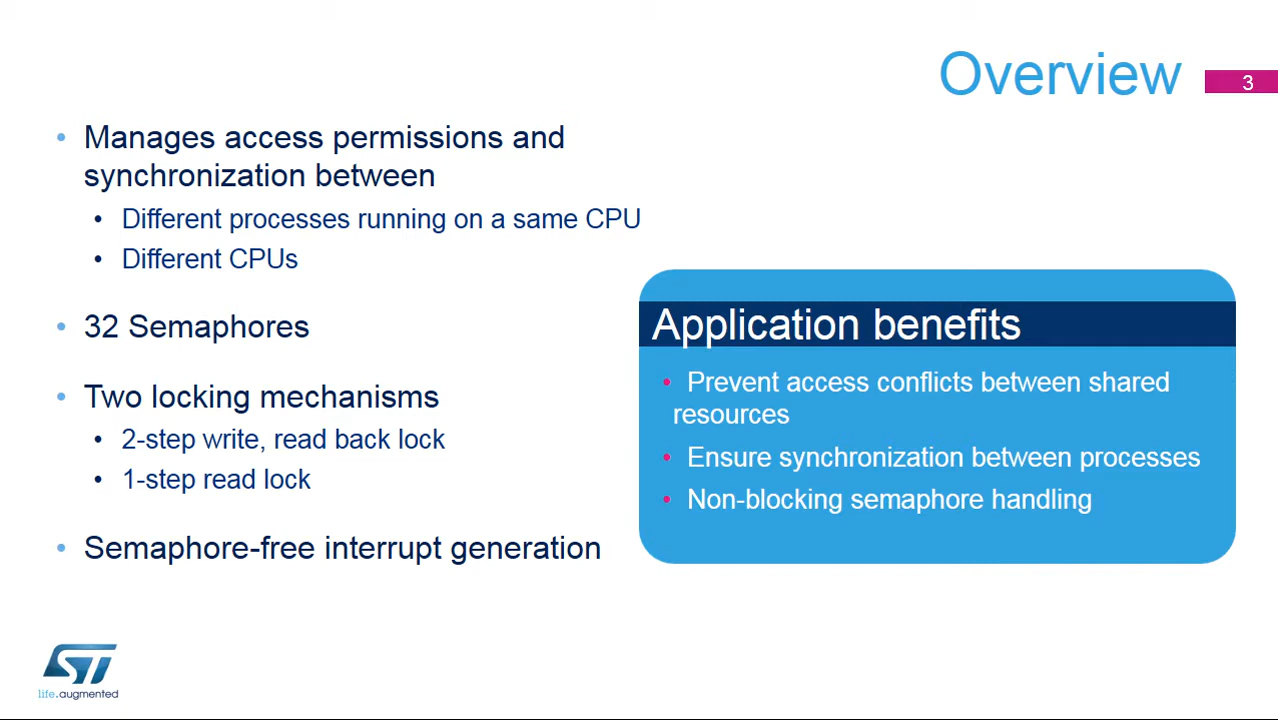 Overview
3
• Manages access permissions and
synchronization between
• Different processes running on a same CPU
• Different CPUs
• 32 Semaphores
• Two locking mechanisms
• 2-step write, read back lock
• 1-step read lock
• Semaphore-free interrupt generation
Application benefits
• Prevent access conflicts between shared
resources
• Ensure synchronization between processes
• Non-blocking semaphore handling
ST
life.augmented